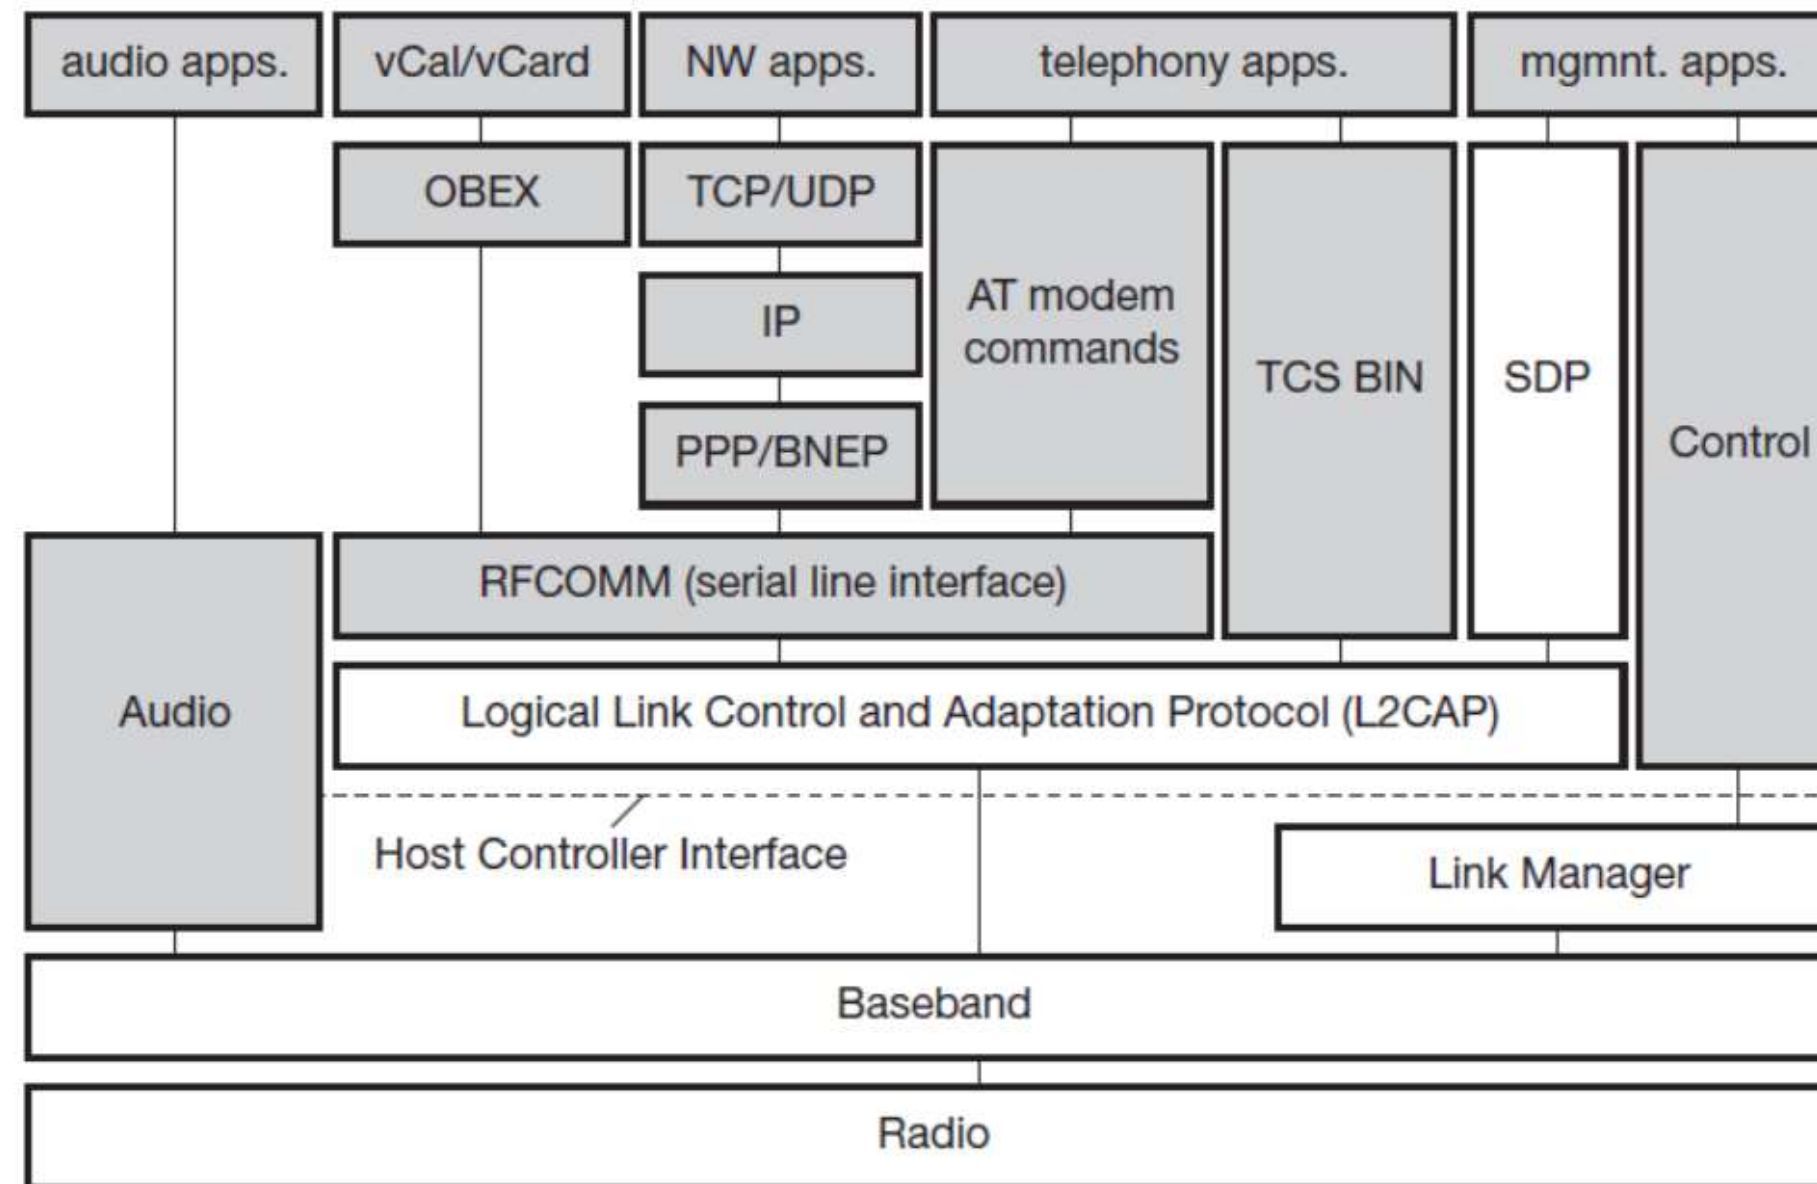 audio apps.
vCal/vCard
NW apps.
telephony apps.
mgmnt. apps.
OBEX
TCP/UDP
IP
PPP/BNEP
AT modem
commands
TCS BIN
SDP
Control
RFCOMM (serial line interface)
Audio
Logical Link Control and Adaptation Protocol (L2CAP)
Host Controller Interface
Link Manager
Baseband
Radio